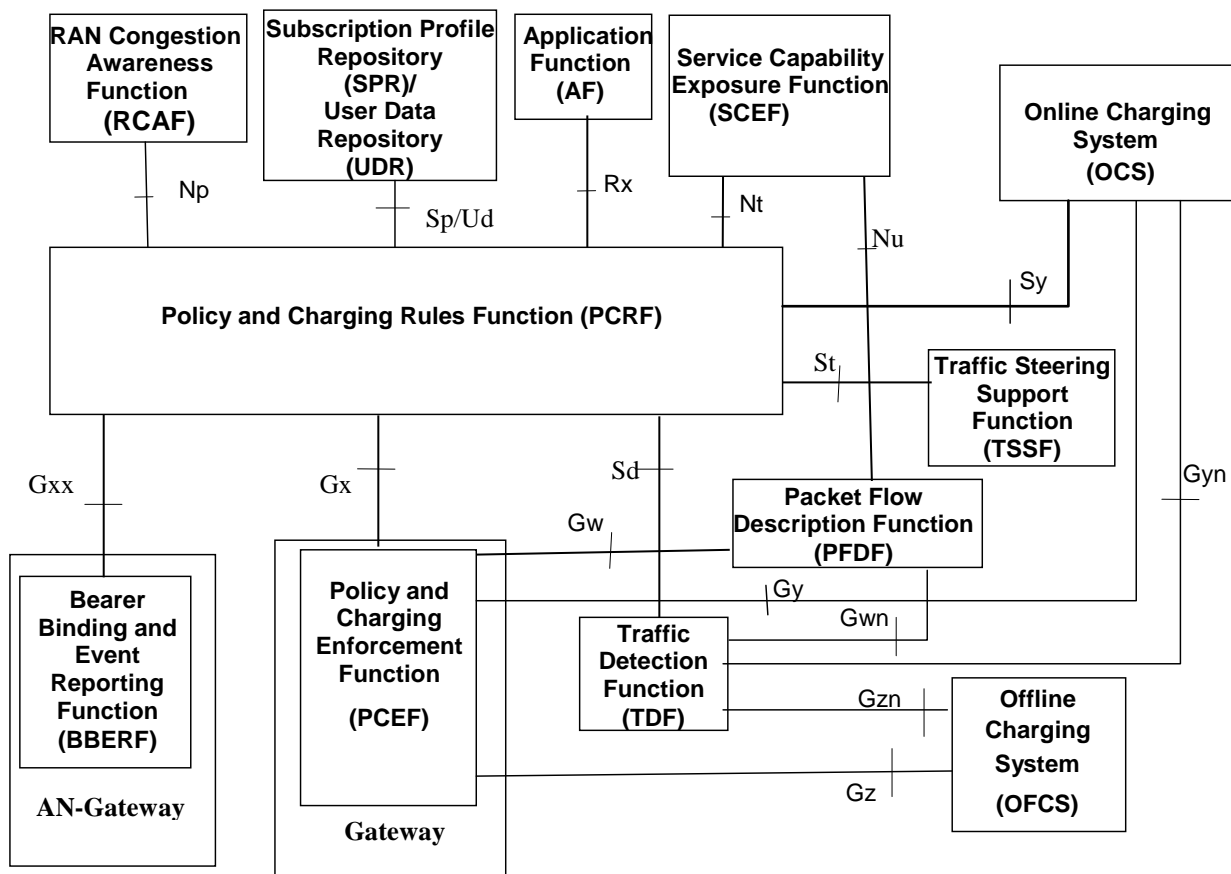 RAN Congestion
Awareness
Function
(RCAF)
Subscription Profile
Repository
(SPR)/
User Data
Repository
(UDR)
Application
Function
(AF)
Service Capability
Exposure Function
(SCEF)
Online Charging
System
(OCS)
Np
Sp/Ud
Rx
Nt
Nu
Sy
Policy and Charging Rules Function (PCRF)
St
Traffic Steering
Support
Function
(TSSF)
Gxx
Gx
Sd
Gyn
Packet Flow
Description Function
(PFDF)
Gw
Gy
Gwn
Bearer
Binding and
Event
Reporting
Function
(BBERF)
AN-Gateway
Policy and
Charging
Enforcement
Function
(PCEF)
Gateway
Traffic
Detection
Function
(TDF)
Gzn
Gz
Offline
Charging
System
(OFCS)